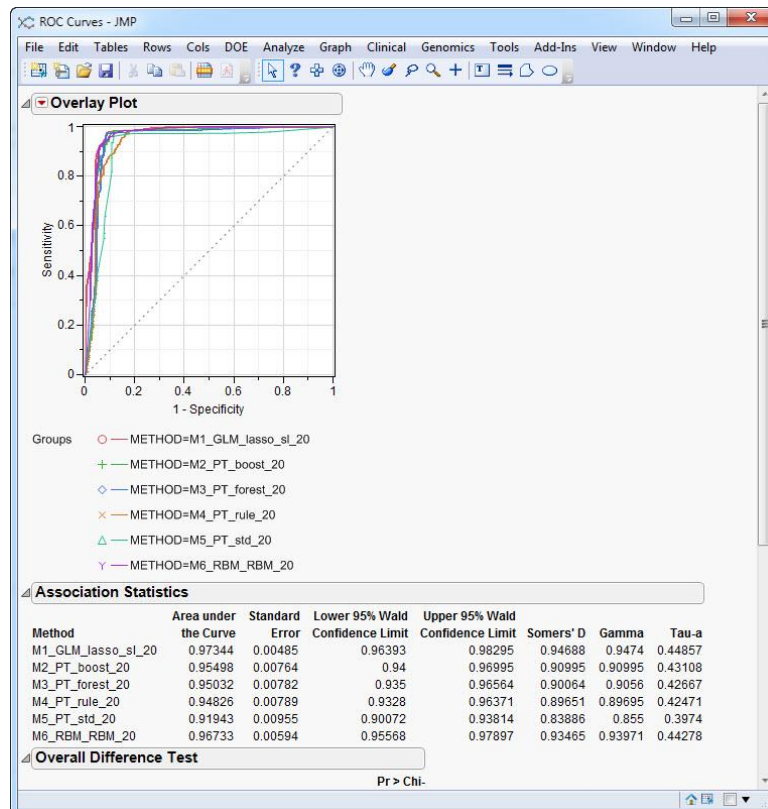 ROC Curves - JMP
File Edit Tables Rows Cols DOE Analyze Graph Clinical Genomics Tools Add-Ins View Window Help
Overlay Plot
1
0.8
0.6
0.4
0.2
0
Sensitivity
0 0.2 0.4 0.6 0.8 1
1 - Specificity
Groups
METHOD=M1_GLM_lasso_sl_20
METHOD=M2_PT_boost_20
METHOD=M3_PT_forest_20
METHOD=M4_PT_rule_20
METHOD=M5_PT_std_20
METHOD=M6_RBM_RBM_20
Association Statistics
Area under Standard Lower 95% Wald Upper 95% Wald
Method the Curve Error Confidence Limit Confidence Limit Somers' D Gamma Tau-a
M1_GLM_lasso_sl_20 0.97344 0.00485 0.96393 0.98295 0.94688 0.9474 0.44857
M2_PT_boost_20 0.95498 0.00764 0.94 0.96995 0.90995 0.90995 0.43108
M3_PT_forest_20 0.95032 0.00782 0.935 0.96564 0.90064 0.9056 0.42667
M4_PT_rule_20 0.94826 0.00789 0.9328 0.96371 0.89651 0.89695 0.42471
M5_PT_std_20 0.91943 0.00955 0.90072 0.93814 0.83886 0.855 0.3974
M6_RBM_RBM_20 0.96733 0.00594 0.95568 0.97897 0.93465 0.93971 0.44278
Overall Difference Test
Pr > Chi-